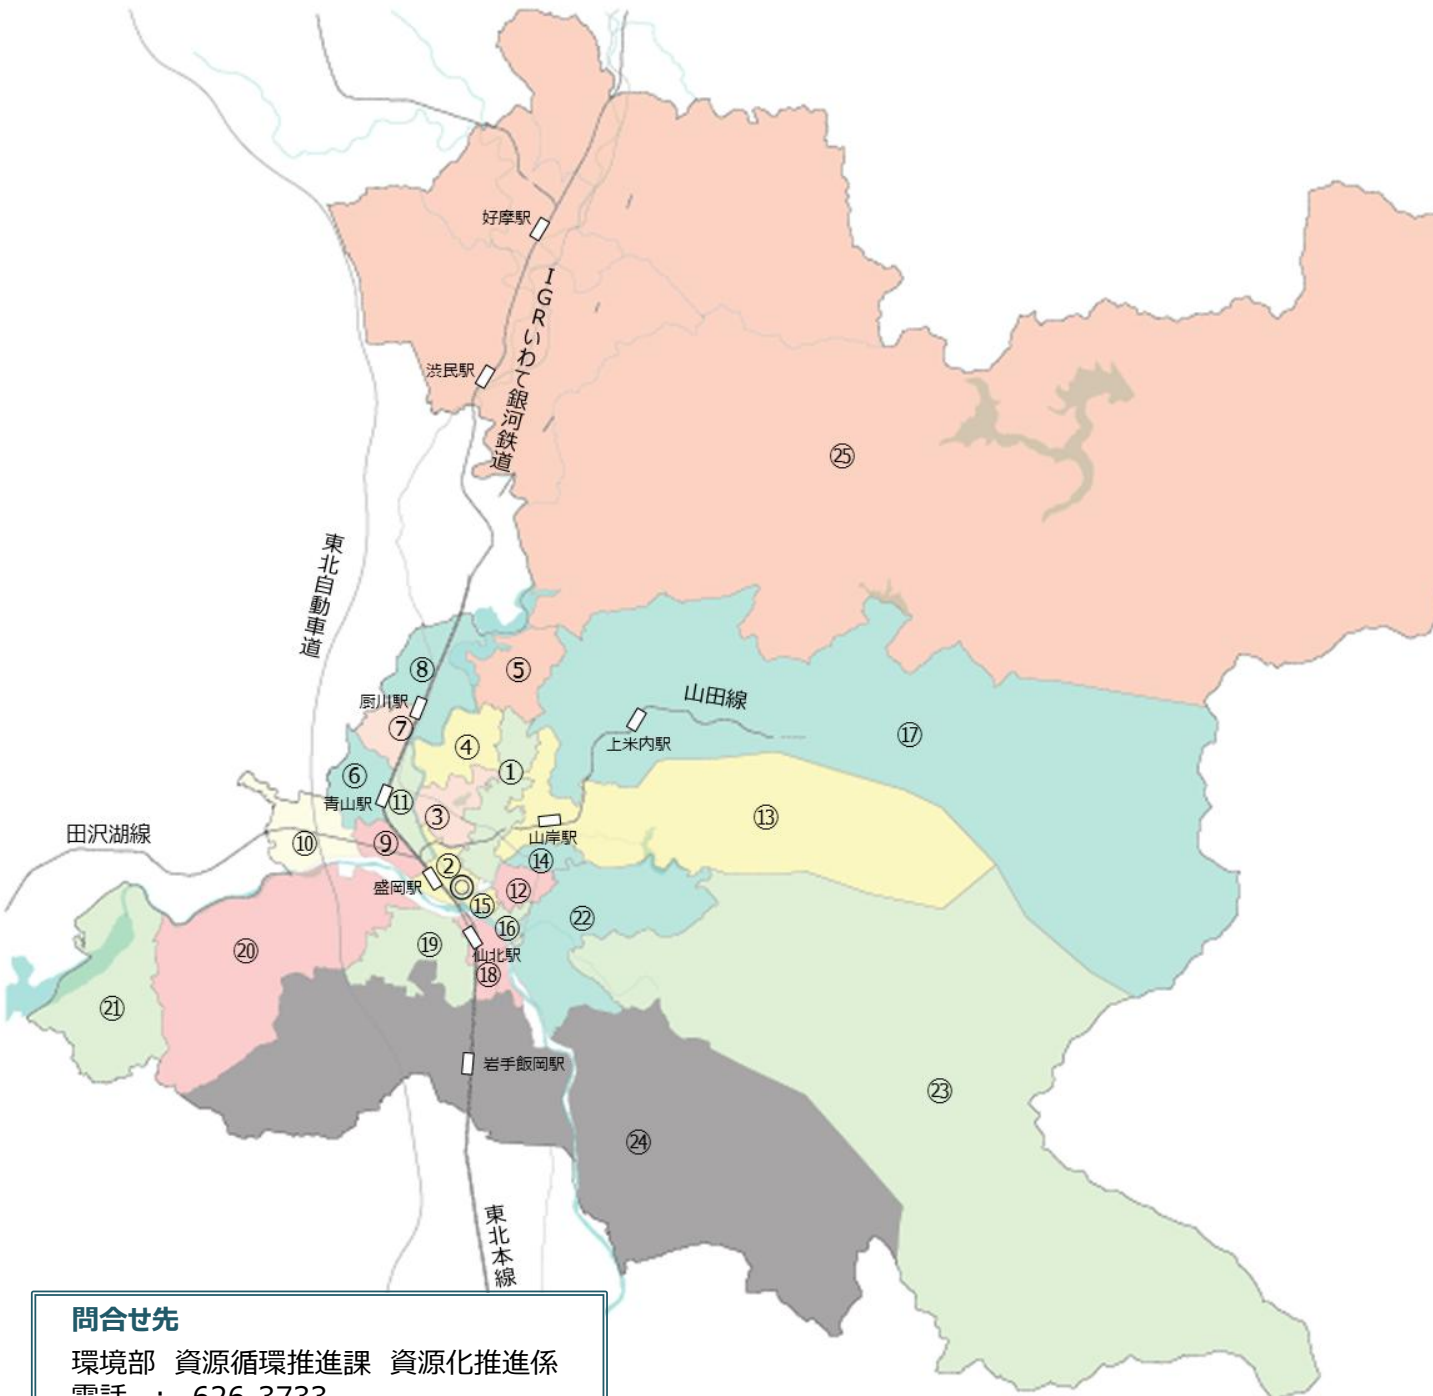 好摩駅
IGRいわて銀河鉄道
渋民駅
㉕
東北自動車道
⑧
⑤
厨川駅
山田線
⑦
④
上米内駅
⑰
⑥
①
青山駅
⑪
③
⑬
田沢湖線
⑩
⑨
山岸駅
②
⑭
盛岡駅
⑫
⑮
㉒
⑯
⑳
⑲
仙北駅
⑱
㉑
岩手飯岡駅
㉓
㉔
東北本線
問合せ先
環境部 資源循環推進課 資源化推進係
電話 : 626-3733